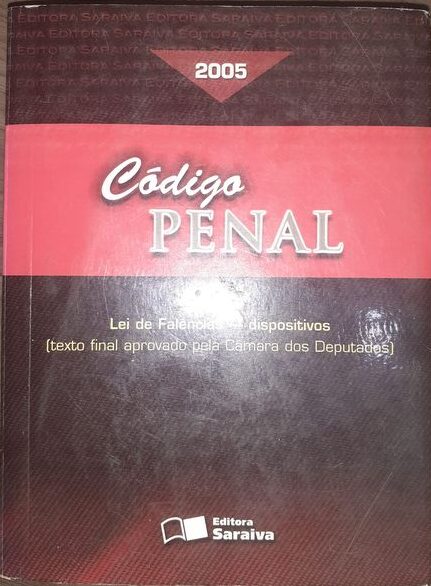 2005
Código
PENAL
Lei de Falências - dispositivos
(texto final aprovado pela Câmara dos Deputados)
Editora
Saraiva